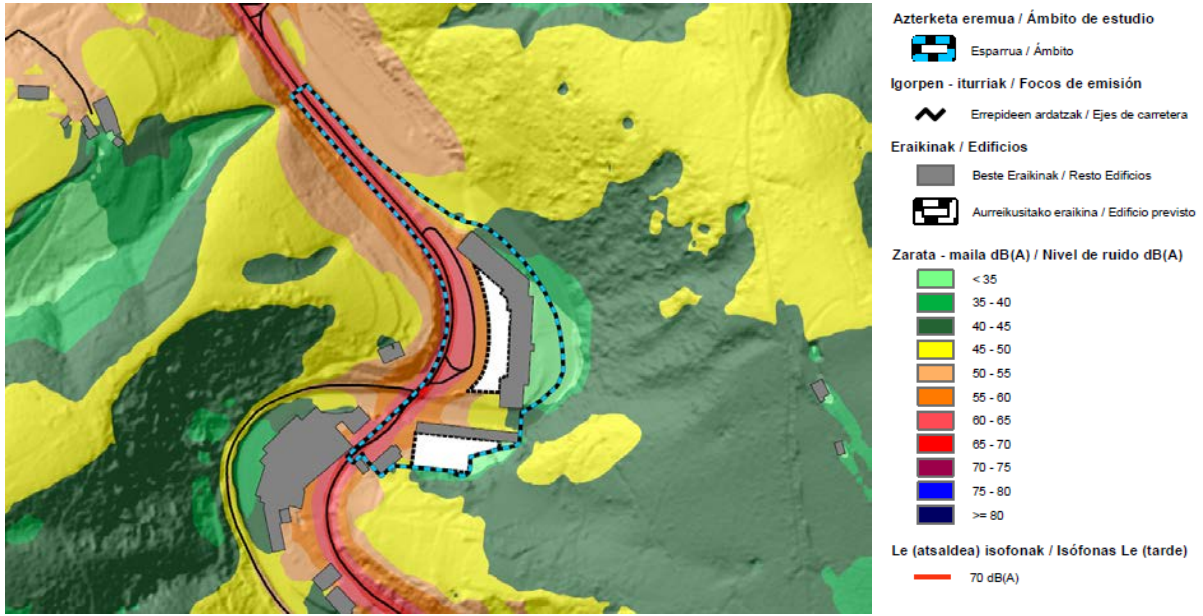 Azterketa eremua / Ámbito de estudio
Esparrua / Ámbito
Igorpen - iturriak / Focos de emisión
Errepideen ardatzak / Ejes de carretera
Eraikinak / Edificios
Beste Eraikinak / Resto Edificios
Aurreikusitako eraikina / Edificio previsto
Zarata - maila dB(A) / Nivel de ruido dB(A)
< 35
35 - 40
40 - 45
45 - 50
50 - 55
55 - 60
60 - 65
65 - 70
70 - 75
75 - 80
>= 80
Le (atsaldea) isofonak / Isófonas Le (tarde)
70 dB(A)